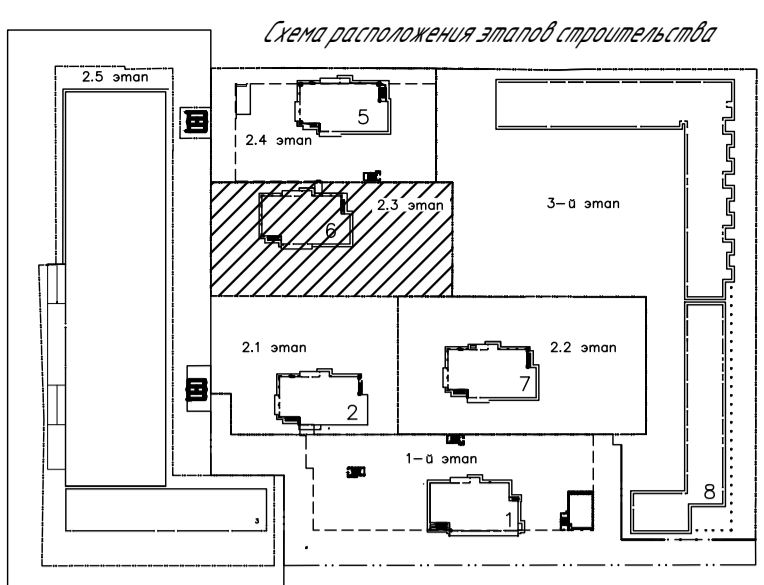 Схема расположения этапов строительства
2.5 этап
5
2.4 этап
2.3 этап
3-й этап
6
2.1 этап
2.2 этап
7
2
1-й этап
8
1
3